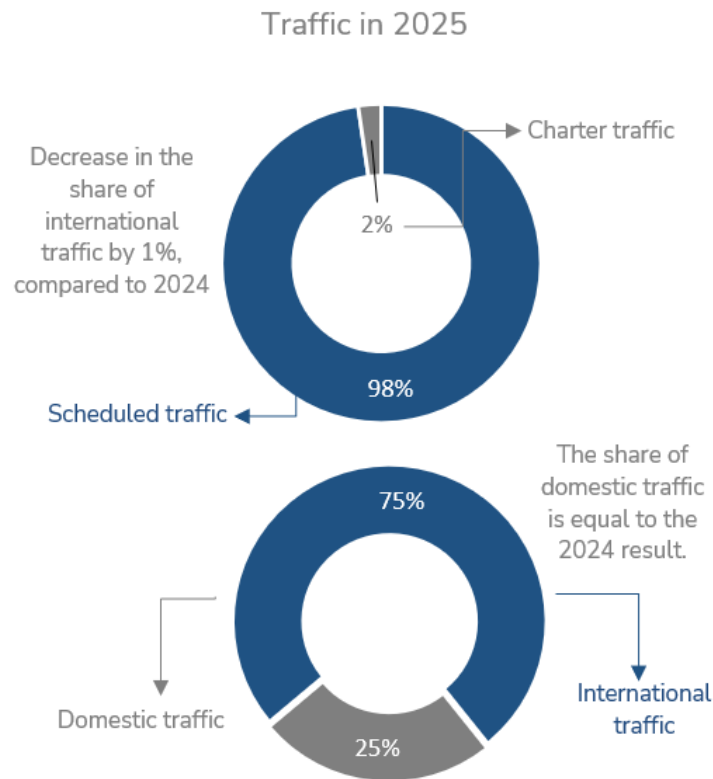 Traffic in 2025
Charter traffic
Decrease in the
share of
international
traffic by 1%,
compared to 2024
2%
98%
Scheduled traffic
75%
The share of
domestic traffic
is equal to the
2024 result.
Domestic traffic
International
traffic
25%